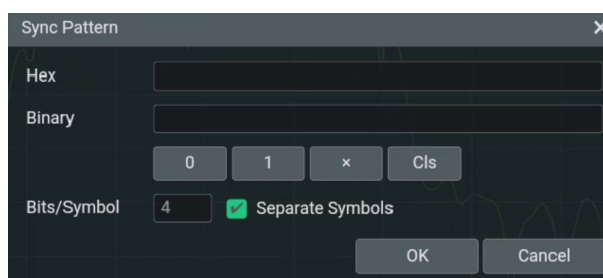 Sync Pattern ×
Hex
Binary
0 1 × Cls
Bits/Symbol 4 Separate Symbols
OK Cancel